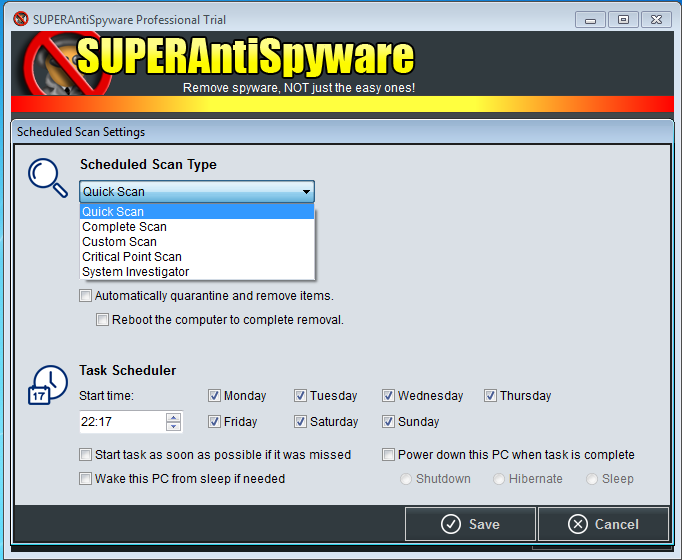 SUPERAntiSpyware Professional Trial
SUPERAntiSpyware
Remove spyware, NOT just the easy ones!
Scheduled Scan Settings
Scheduled Scan Type
Quick Scan
Quick Scan
Complete Scan
Custom Scan
Critical Point Scan
System Investigator
Automatically quarantine and remove items.
Reboot the computer to complete removal.
Task Scheduler
17
Start time: Monday Tuesday Wednesday Thursday
22:17 Friday Saturday Sunday
Start task as soon as possible if it was missed Power down this PC when task is complete
Wake this PC from sleep if needed Shutdown Hibernate Sleep
Save Cancel